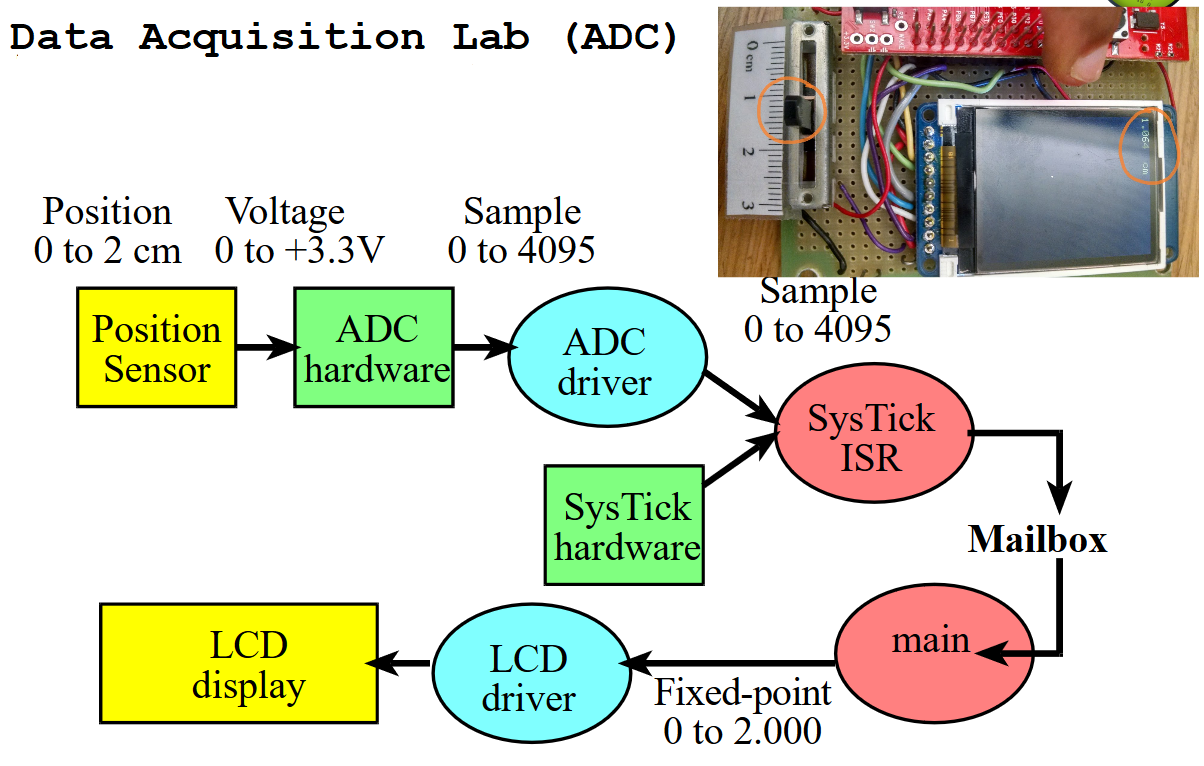 Data Acquisition Lab (ADC)
0 cm
1
2
3
1.06
cm
Position
0 to 2 cm
Voltage
0 to +3.3V
Sample
0 to 4095
Sample
0 to 4095
Position
Sensor
ADC
hardware
ADC
driver
SysTick
ISR
SysTick
hardware
Mailbox
main
LCD
display
LCD
driver
Fixed-point
0 to 2.000